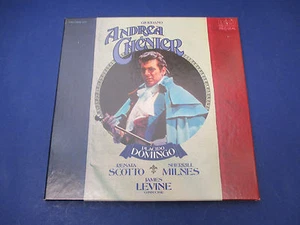 GIORDANO
ANDREA
CHÉNIER
PLACIDO
DOMINGO
RENATA SHERRILL
SCOTTO MILNES
JAMES
LEVINE